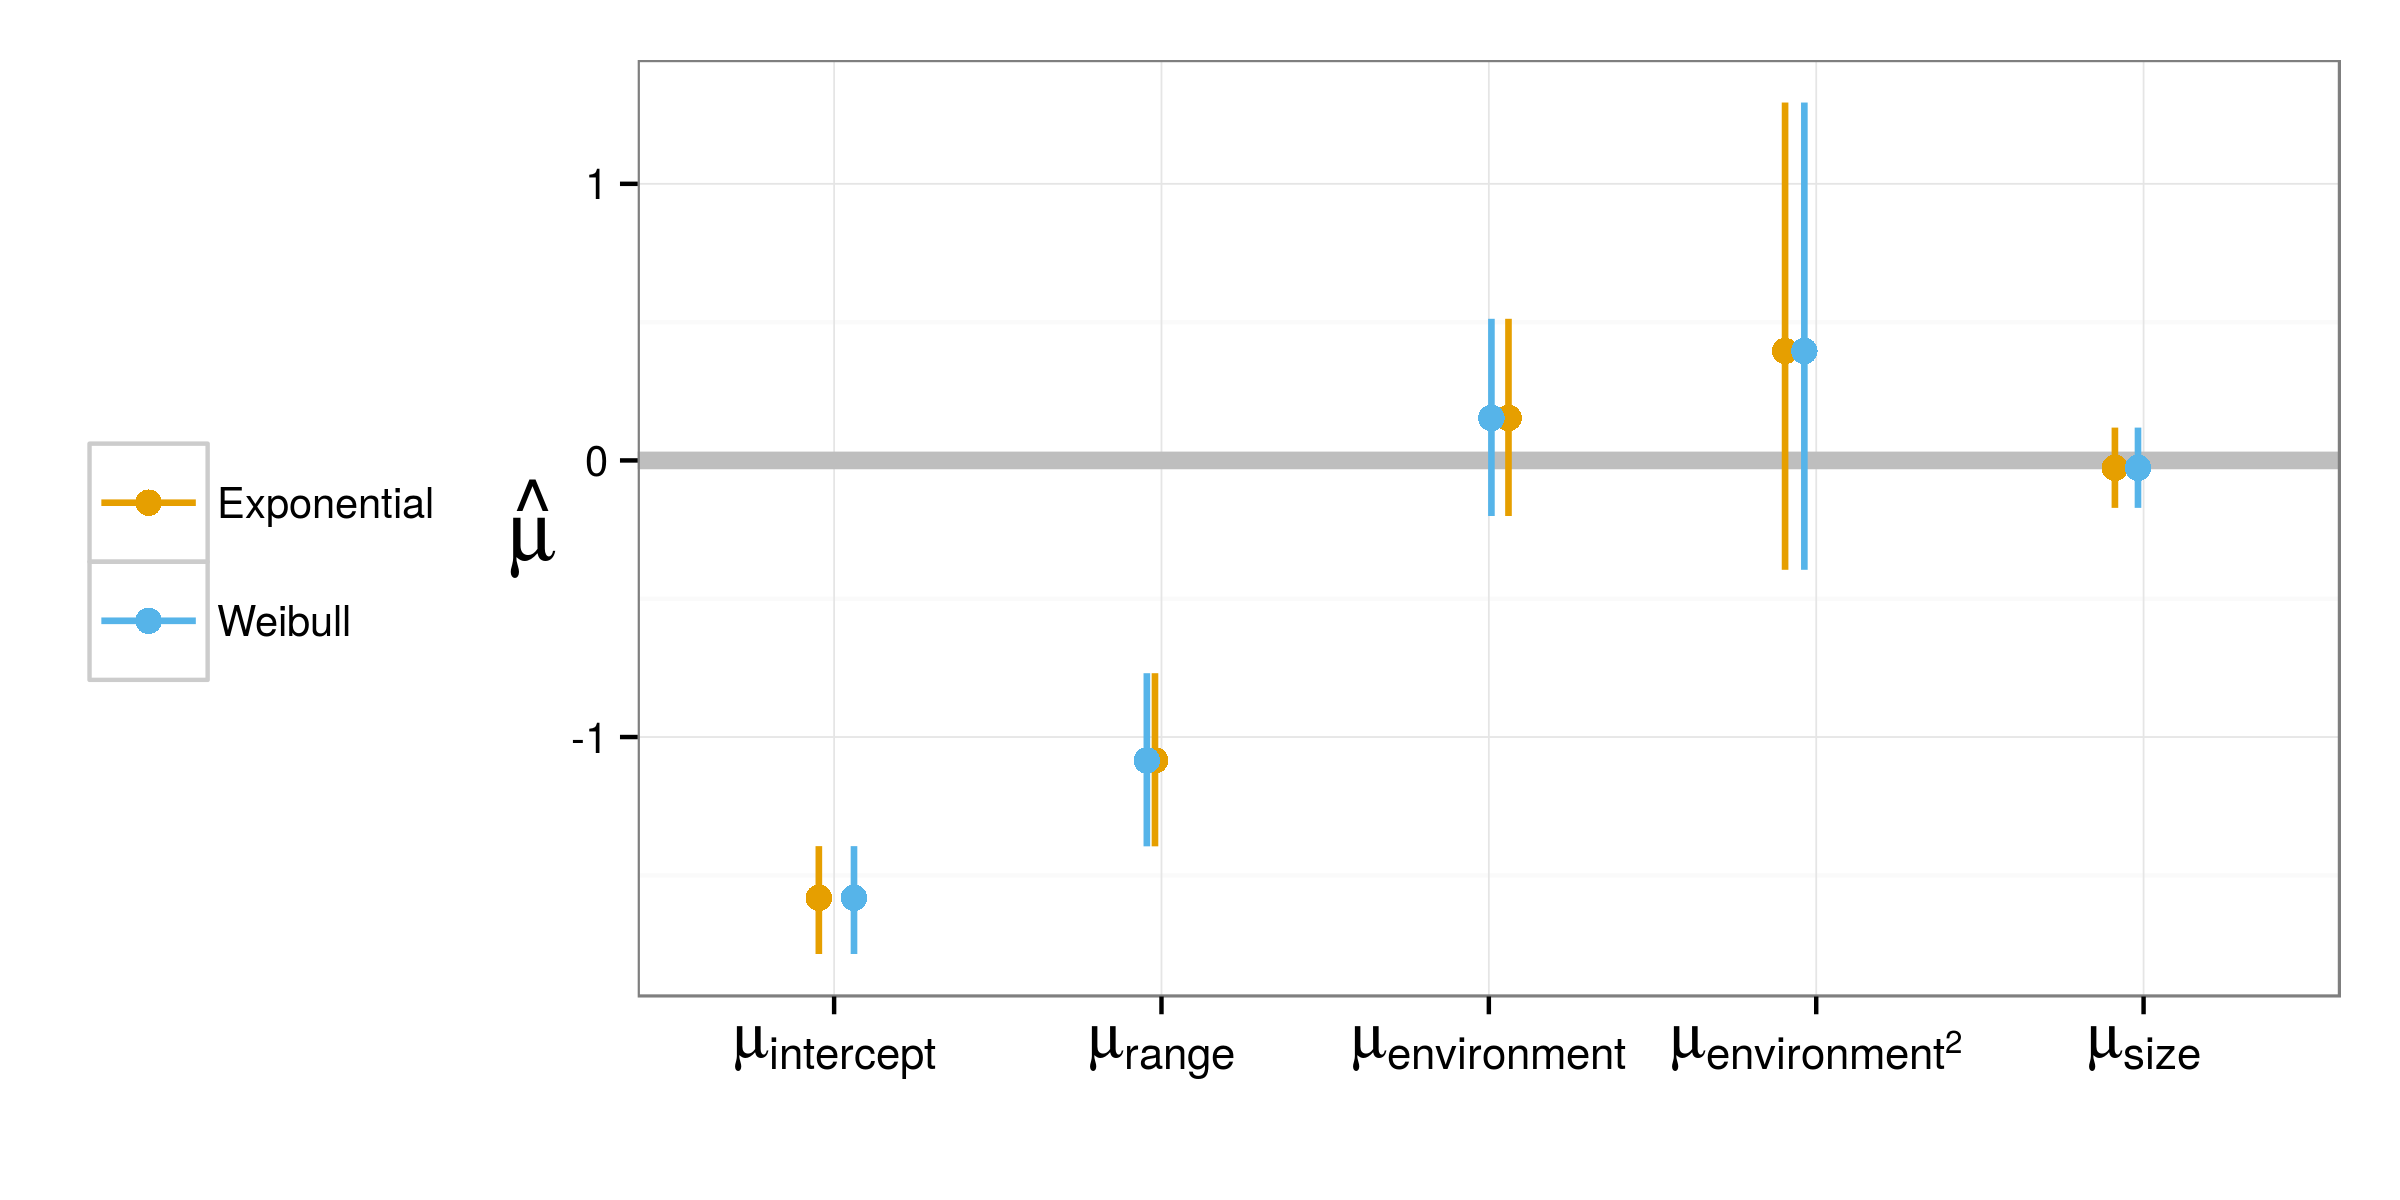 Exponential
Weibull
μ̂
1
0
-1
μintercept
μrange
μenvironment
μenvironment²
μsize